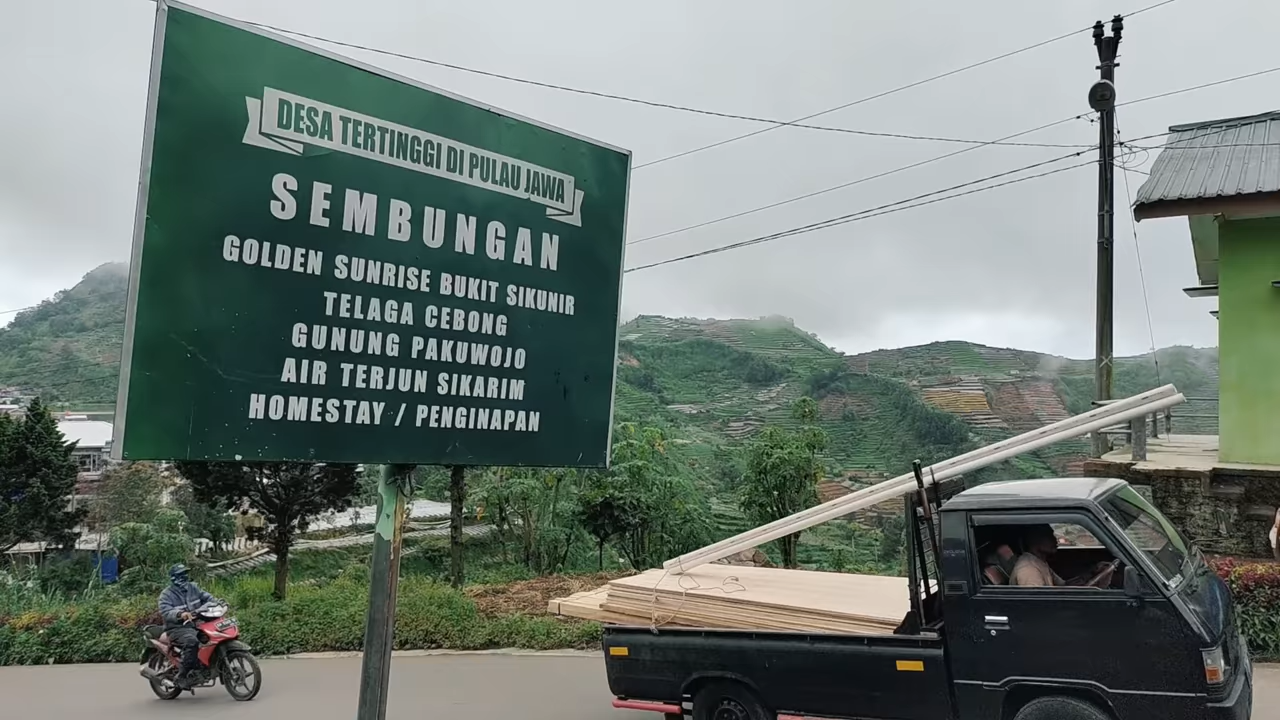 DESA TERTINGGI DI PULAU JAWA
SEMBUNGAN
GOLDEN SUNRISE BUKIT SIKUNIR
TELAGA CEBONG
GUNUNG PAKUWOJO
AIR TERJUN SIKARIM
HOMESTAY / PENGINAPAN